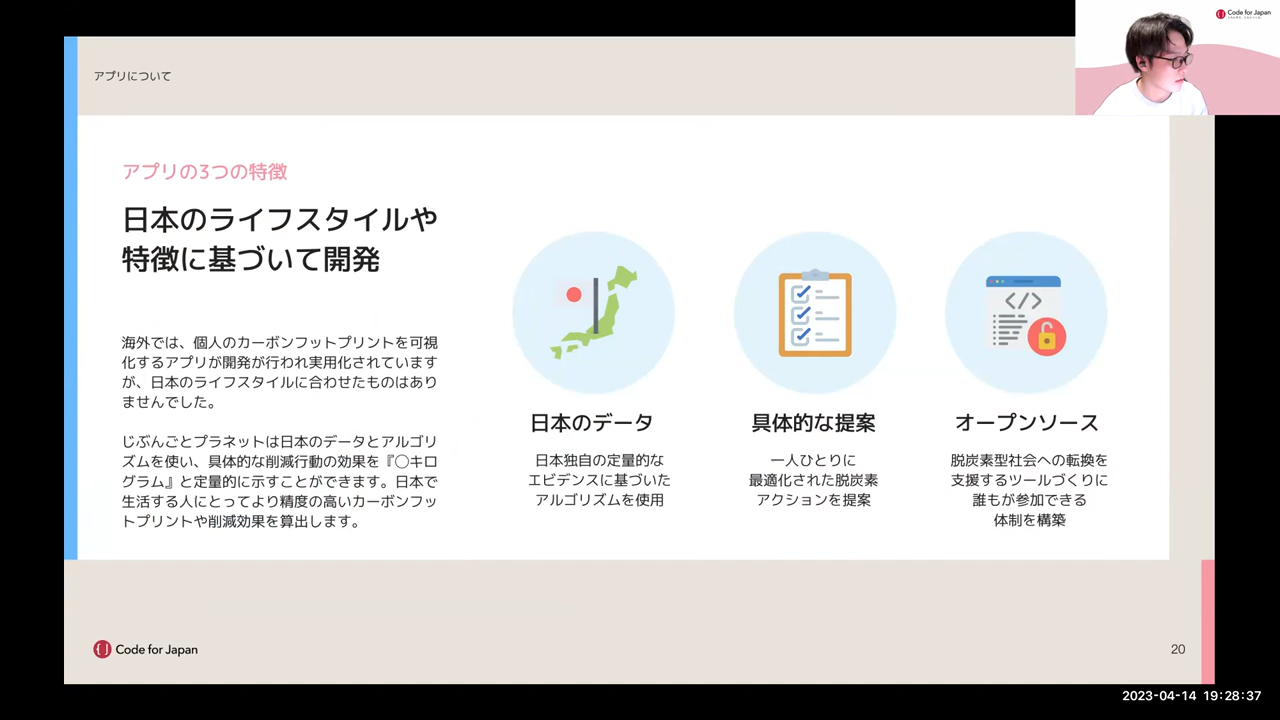 Code for Japan
アプリについて
アプリの3つの特徴
日本のライフスタイルや
特徴に基づいて開発
海外では、個人のカーボンフットプリントを可視
化するアプリが開発が行われ実用化されています
が、日本のライフスタイルに合わせたものはあり
ませんでした。
じぶんごとプラネットは日本のデータとアルゴリ
ズムを使い、具体的な削減行動の効果を『◯キロ
グラム』と定量的に示すことができます。日本で
生活する人にとってより精度の高いカーボンフッ
トプリントや削減効果を算出します。
</>
日本のデータ
日本独自の定量的な
エビデンスに基づいた
アルゴリズムを使用
具体的な提案
一人ひとりに
最適化された脱炭素
アクションを提案
オープンソース
脱炭素型社会への転換を
支援するツールづくりに
誰もが参加できる
体制を構築
Code for Japan
20
2023-04-14 19:28:37